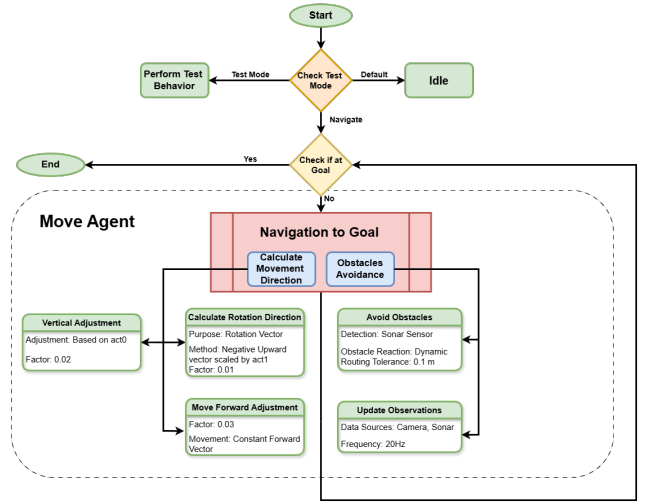 Start
Check Test
Mode
Test Mode
Default
Perform Test
Behavior
Idle
Navigate
Check if at
Goal
Yes
End
No
Move Agent
Navigation to Goal
Calculate
Movement
Direction
Obstacles
Avoidance
Vertical Adjustment
Adjustment: Based on act0
Factor: 0.02
Calculate Rotation Direction
Purpose: Rotation Vector
Method: Negative Upward
vector scaled by act1
Factor: 0.01
Avoid Obstacles
Detection: Sonar Sensor
Obstacle Reaction: Dynamic
Routing Tolerance: 0.1 m
Move Forward Adjustment
Factor: 0.03
Movement: Constant Forward
Vector
Update Observations
Data Sources: Camera, Sonar
Frequency: 20Hz